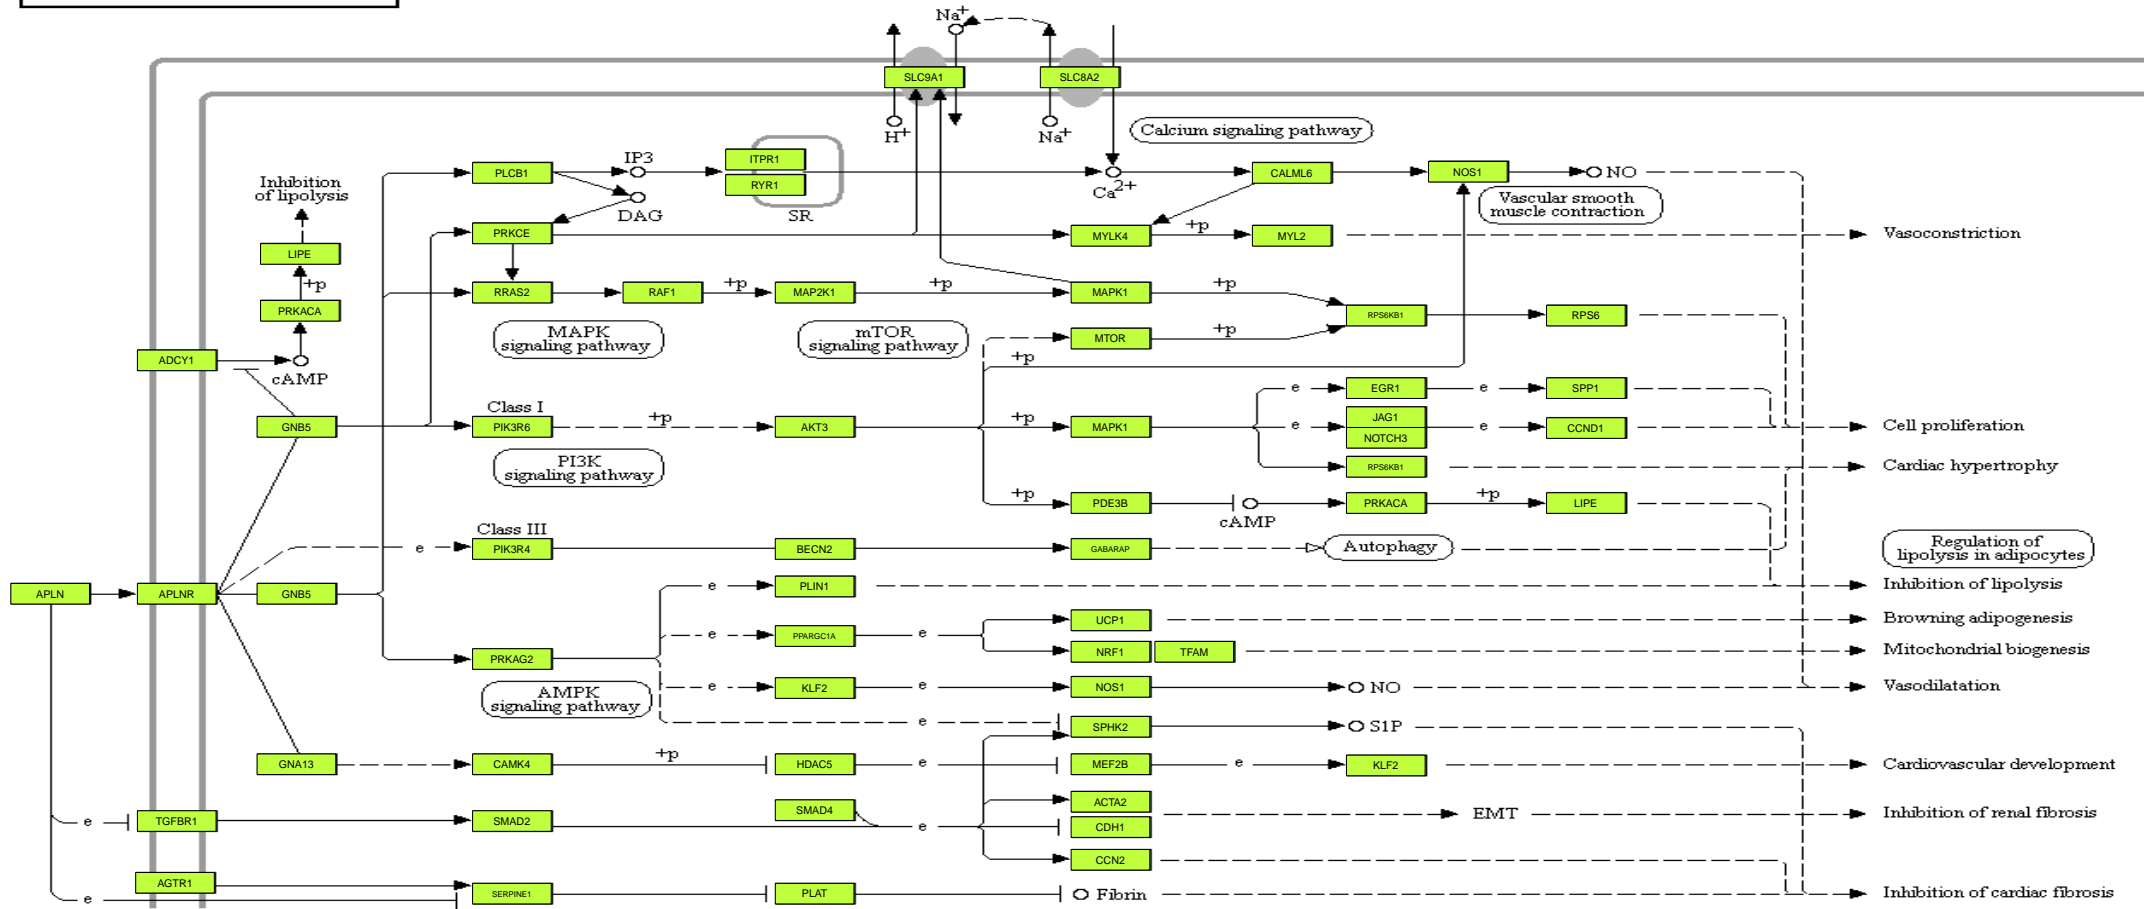 Na+
SLC9A1
SLC8A2
H+
Na+
Calcium signaling pathway
IP3
ITPR1
PLCB1
RYR1
CALML6
NOS1
NO
Ca2+
Inhibition
of lipolysis
DAG
SR
Vascular smooth
muscle contraction
PRKCE
MYLK4
+p
MYL2
Vasoconstriction
LIPE
+p
RRAS2
RAF1
+p
MAP2K1
+p
MAPK1
+p
PRKACA
RPS6KB1
RPS6
MAPK
signaling pathway
mTOR
signaling pathway
MTOR
+p
ADCY1
cAMP
+p
EGR1
e
e
SPP1
Class I
GNB5
PIK3R6
+p
AKT3
+p
MAPK1
e
JAG1
NOTCH3
e
CCND1
Cell proliferation
PI3K
signaling pathway
RPS6KB1
Cardiac hypertrophy
+p
PDE3B
cAMP
PRKACA
+p
LIPE
Class III
e
PIK3R4
BECN2
GABARAP
Autophagy
Regulation of
lipolysis in adipocytes
APLN
APLNR
GNB5
e
PLIN1
Inhibition of lipolysis
UCP1
Browning adipogenesis
e
PPARGC1A
e
NRF1
TFAM
Mitochondrial biogenesis
PRKAG2
AMPK
signaling pathway
e
KLF2
e
NOS1
NO
Vasodilatation
e
SPHK2
S1P
GNA13
CAMK4
+p
HDAC5
e
MEF2B
e
KLF2
Cardiovascular development
e
TGFBR1
SMAD2
SMAD4
e
ACTA2
CDH1
EMT
Inhibition of renal fibrosis
CCN2
AGTR1
e
SERPINE1
PLAT
Fibrin
Inhibition of cardiac fibrosis